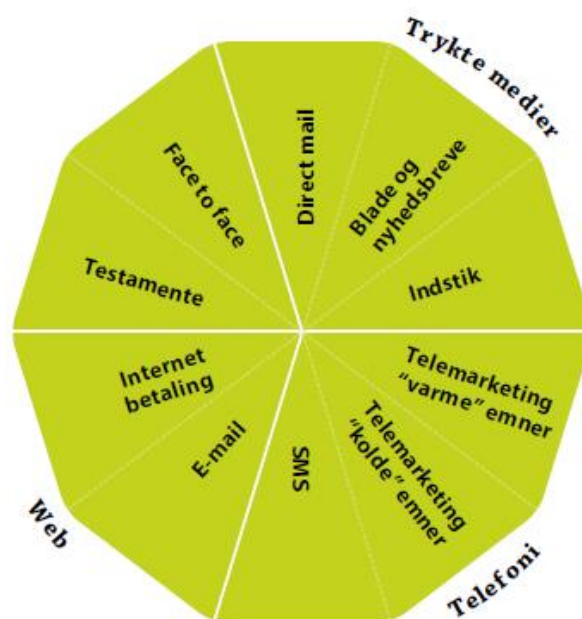 Trykte medier
Direct mail
Blade og
nyhedsbreve
Indstik
Telemarketing
“varme” emner
Telemarketing
“kolde” emner
Telefoni
SMS
E-mail
Internet
betaling
Web
Testamente
Face to face